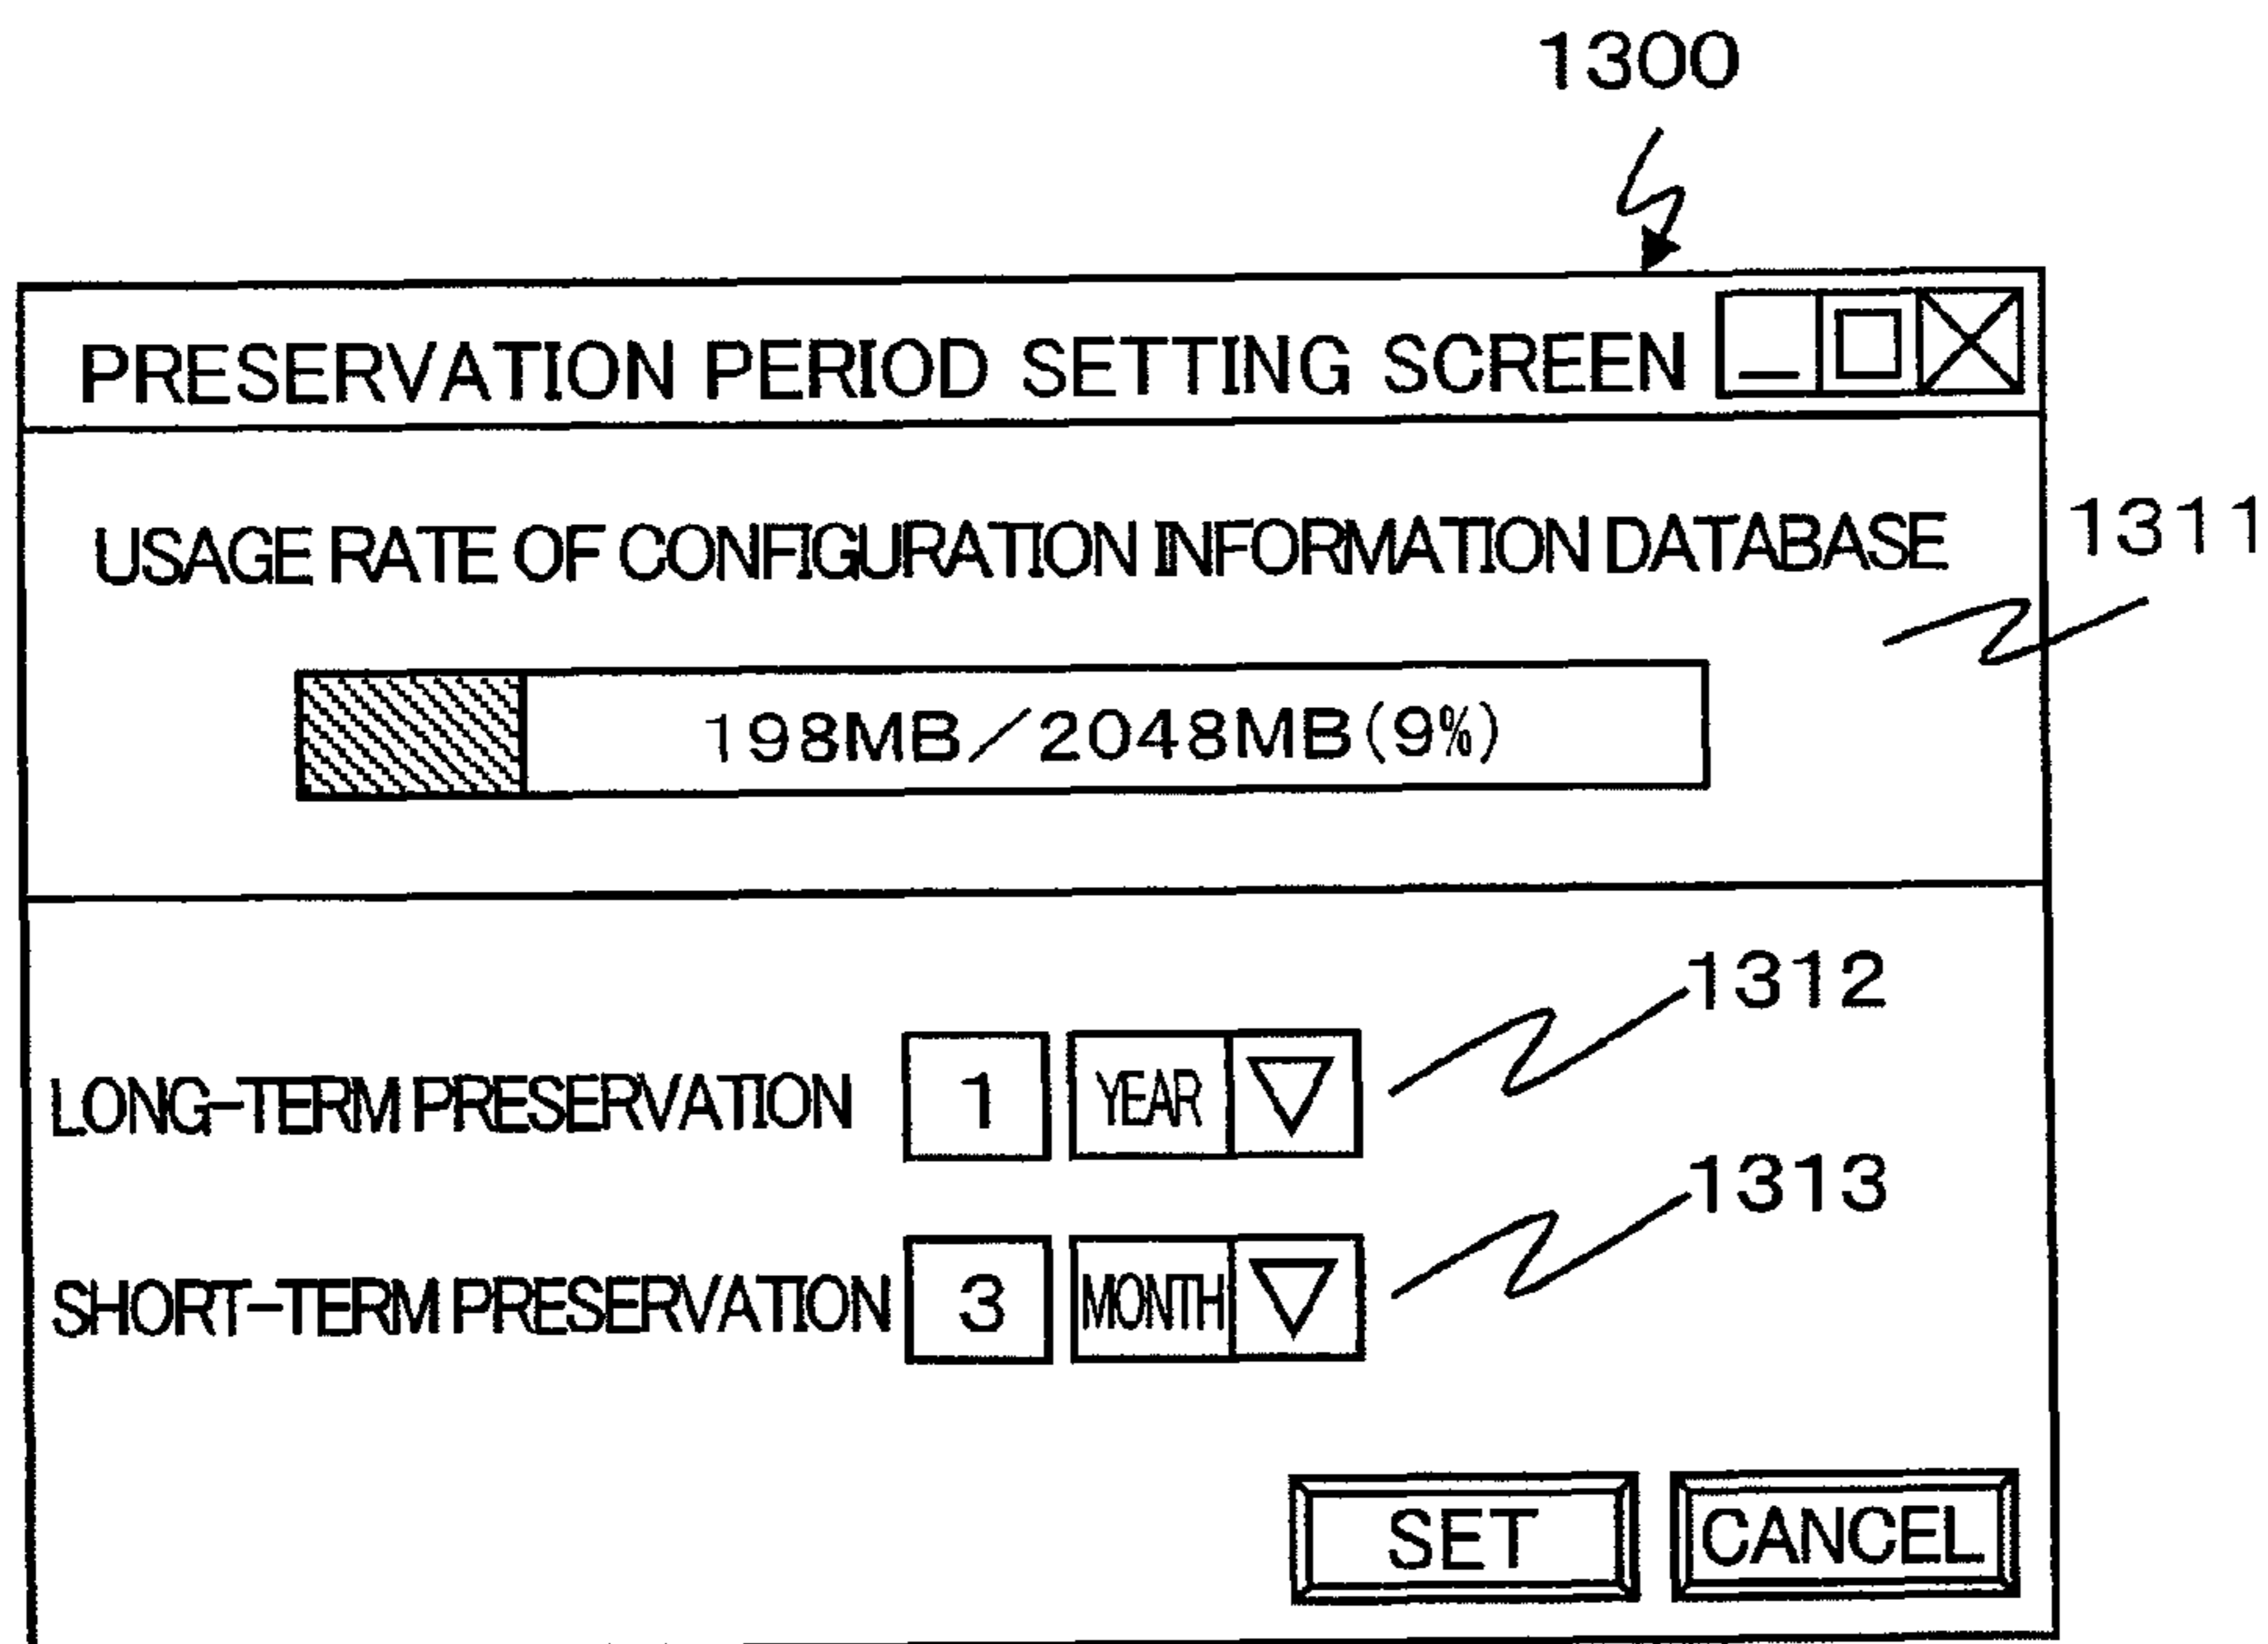 1300
PRESERVATION PERIOD SETTING SCREEN
USAGE RATE OF CONFIGURATION INFORMATION DATABASE
1311
198MB/2048MB(9%)
1312
LONG-TERM PRESERVATION 1 YEAR
1313
SHORT-TERM PRESERVATION 3 MONTH
SET CANCEL